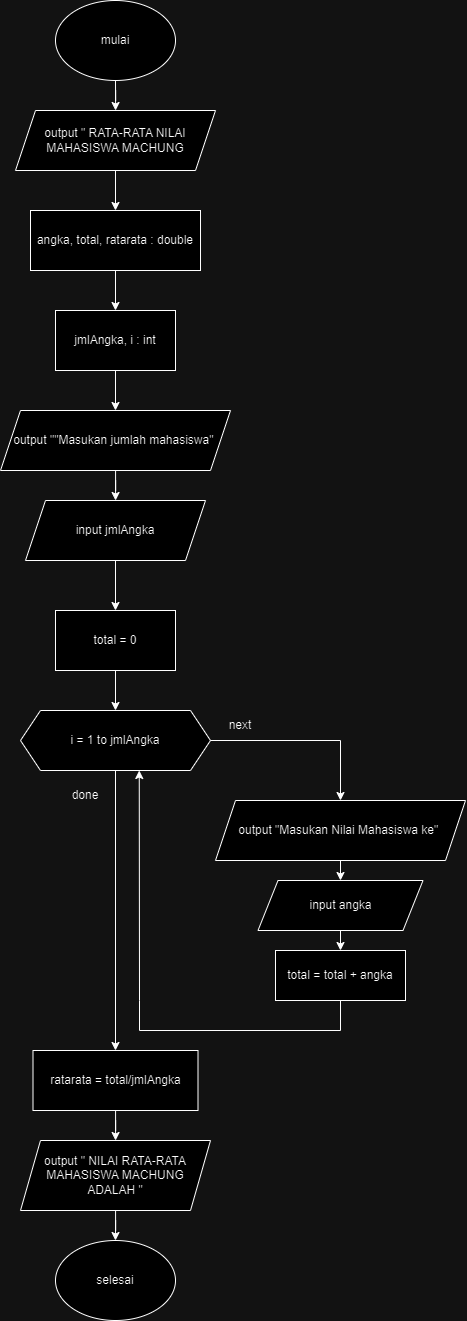 mulai
output " RATA-RATA NILAI
MAHASISWA MACHUNG
angka, total, ratarata : double
jmlAngka, i : int
output ""Masukan jumlah mahasiswa"
input jmlAngka
total = 0
i = 1 to jmlAngka
next
done
output "Masukan Nilai Mahasiswa ke"
input angka
total = total + angka
ratarata = total/jmlAngka
output " NILAI RATA-RATA
MAHASISWA MACHUNG
ADALAH "
selesai